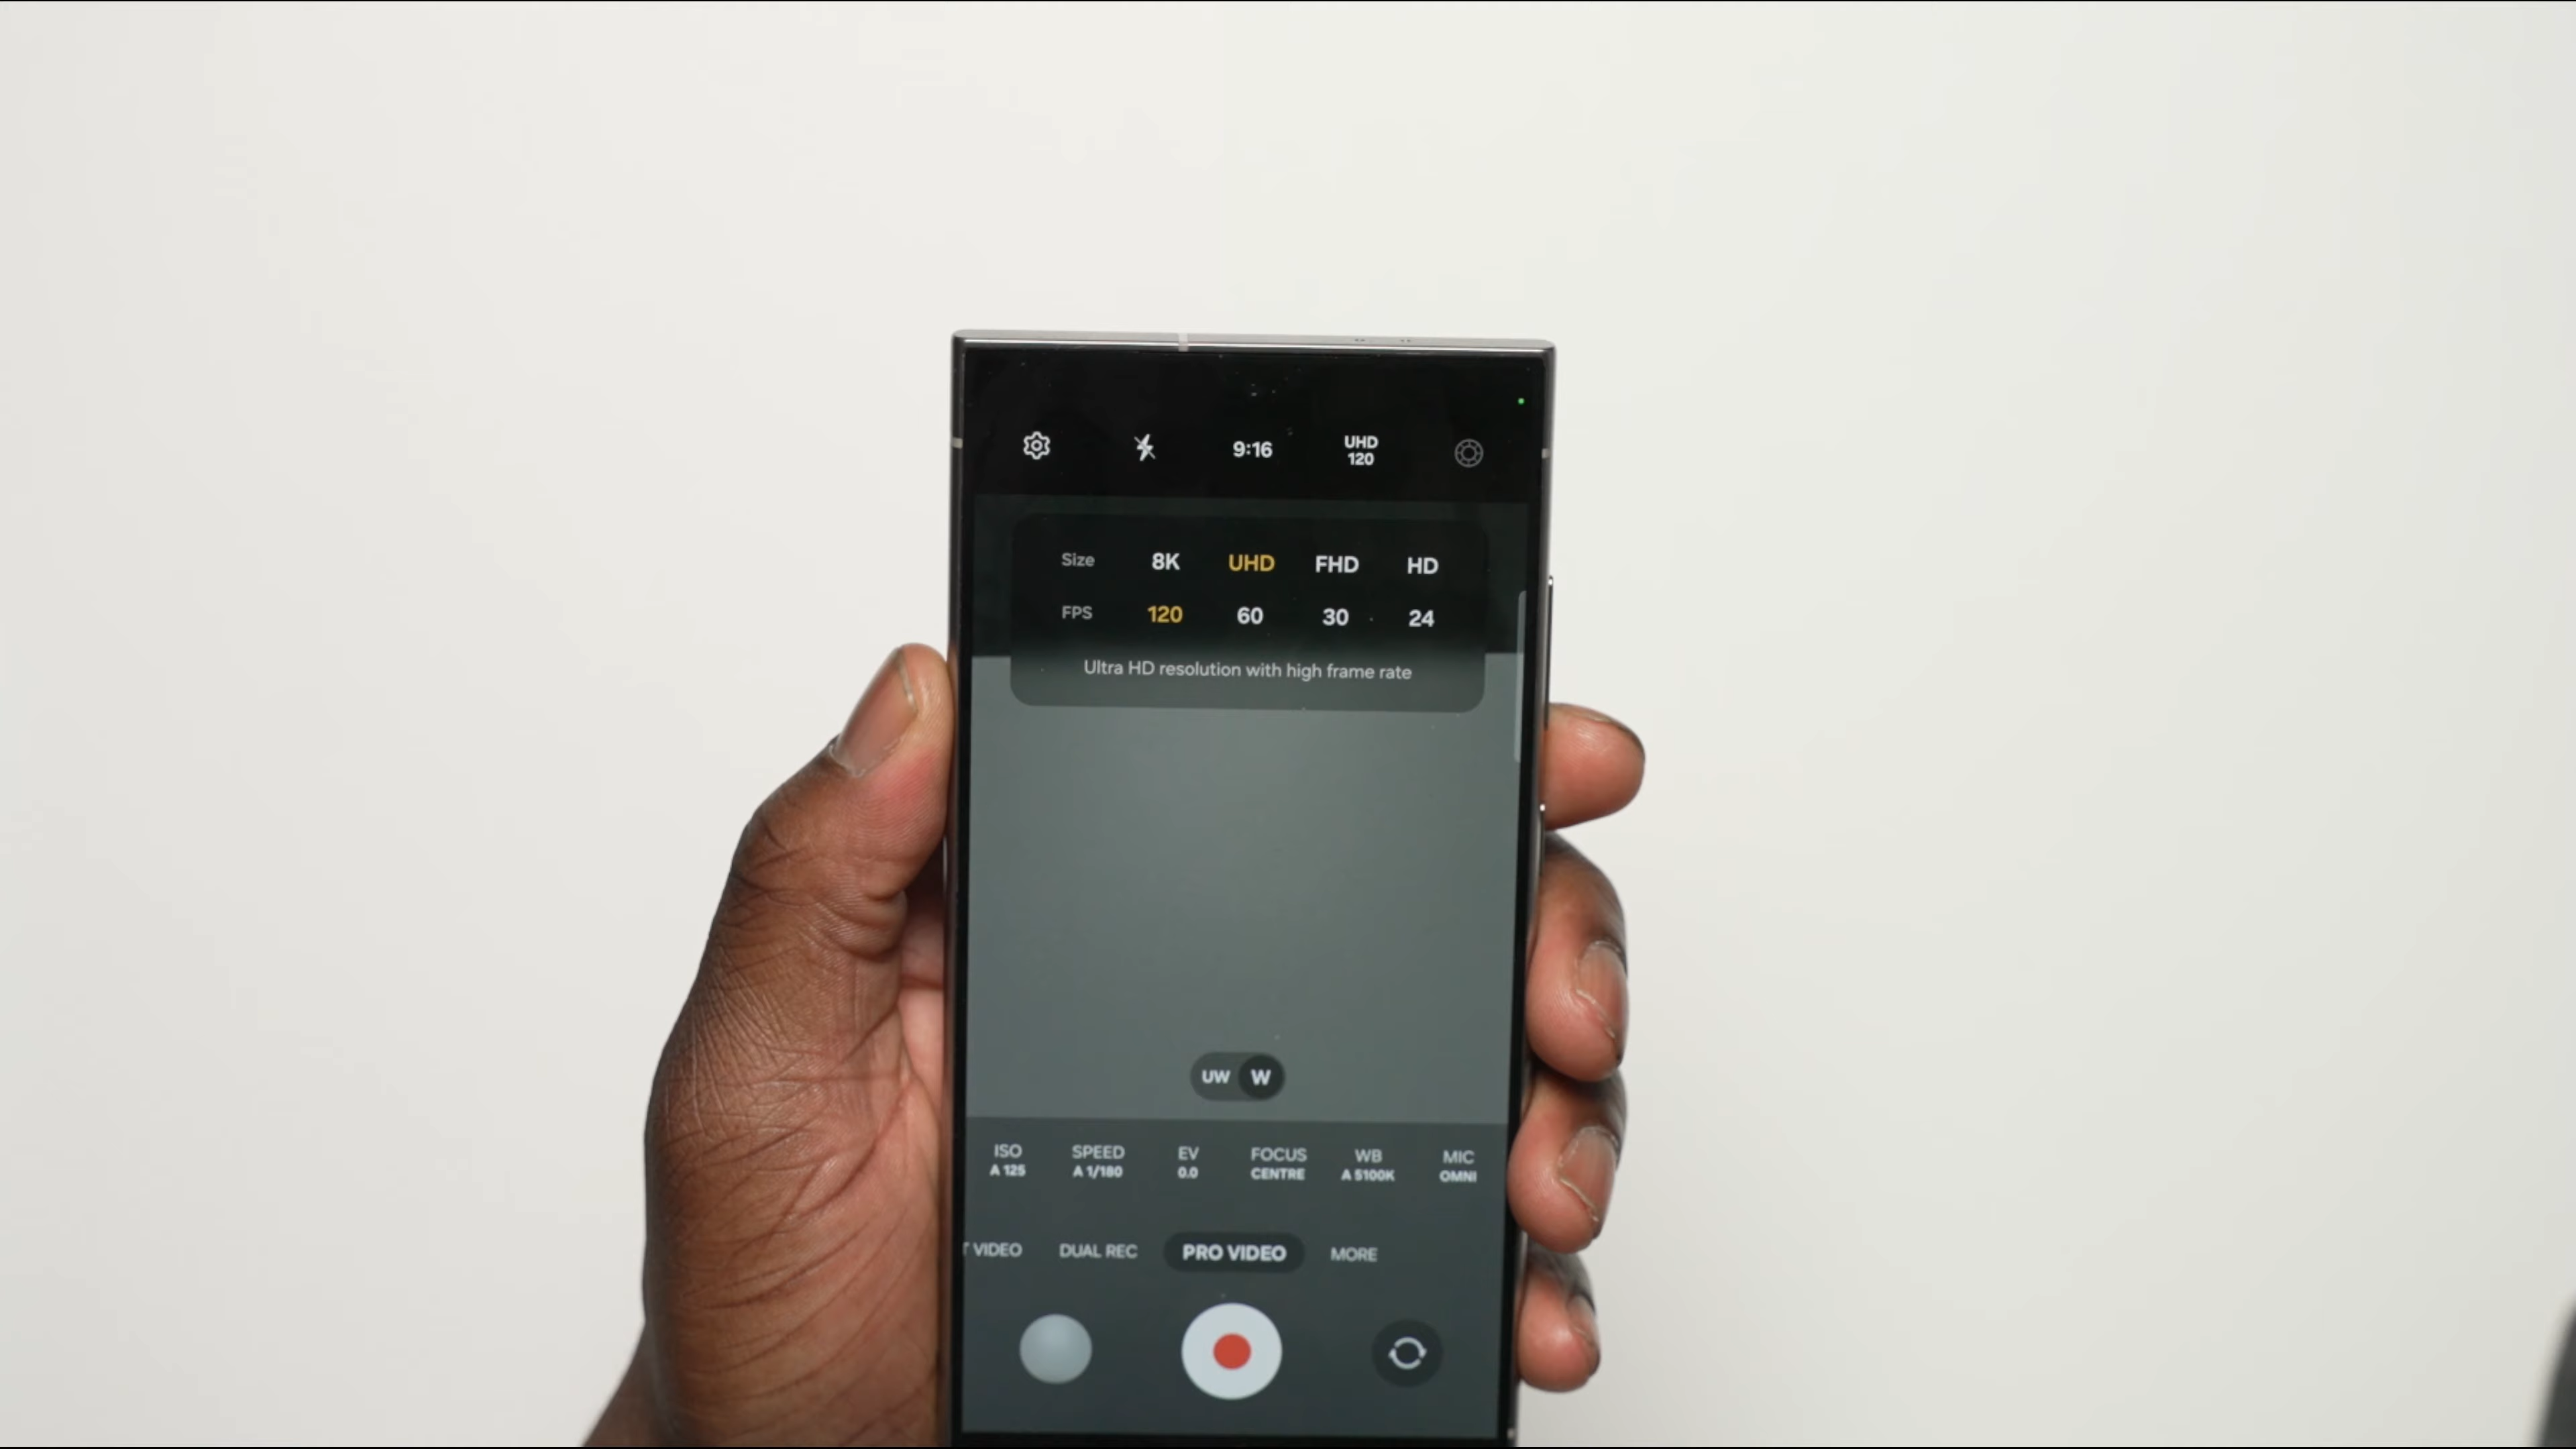 9:16
UHD
120
Size 8K UHD FHD HD
FPS 120 60 30 24
Ultra HD resolution with high frame rate
UW W
ISO SPEED EV FOCUS WB MIC
A 125 A 1/180 0.0 CENTRE A 5100K OMNI
T VIDEO DUAL REC PRO VIDEO MORE